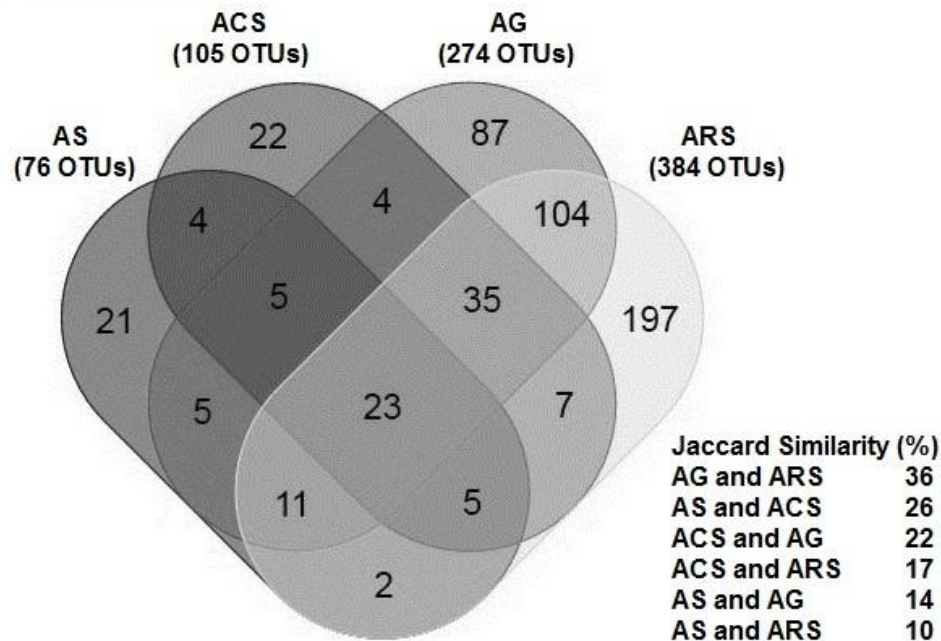 ACS
(105 OTUs)
AG
(274 OTUs)
AS
(76 OTUs)
ARS
(384 OTUs)
22
87
4
4
104
21
5
35
197
5
23
7
11
5
2
Jaccard Similarity (%)
AG and ARS 36
AS and ACS 26
ACS and AG 22
ACS and ARS 17
AS and AG 14
AS and ARS 10